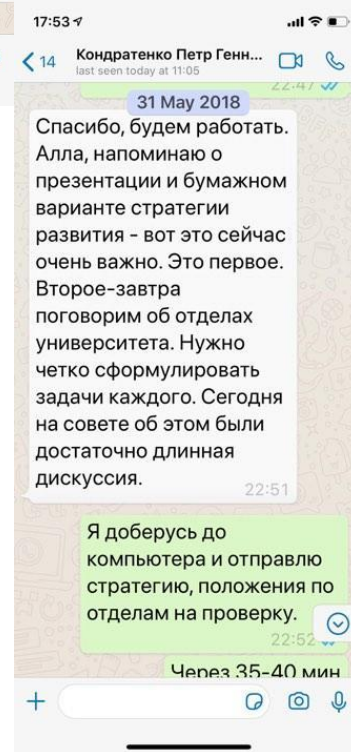 17:53
14 Кондратенко Петр Генн...
last seen today at 11:05
22:47
31 May 2018
Спасибо, будем работать.
Алла, напоминаю о
презентации и бумажном
варианте стратегии
развития - вот это сейчас
очень важно. Это первое.
Второе-завтра
поговорим об отделах
университета. Нужно
четко сформулировать
задачи каждого. Сегодня
на совете об этом были
достаточно длинная
дискуссия.
22:51
Я доберусь до
компьютера и отправлю
стратегию, положения по
отделам на проверку.
22:52
Через 35-40 мин